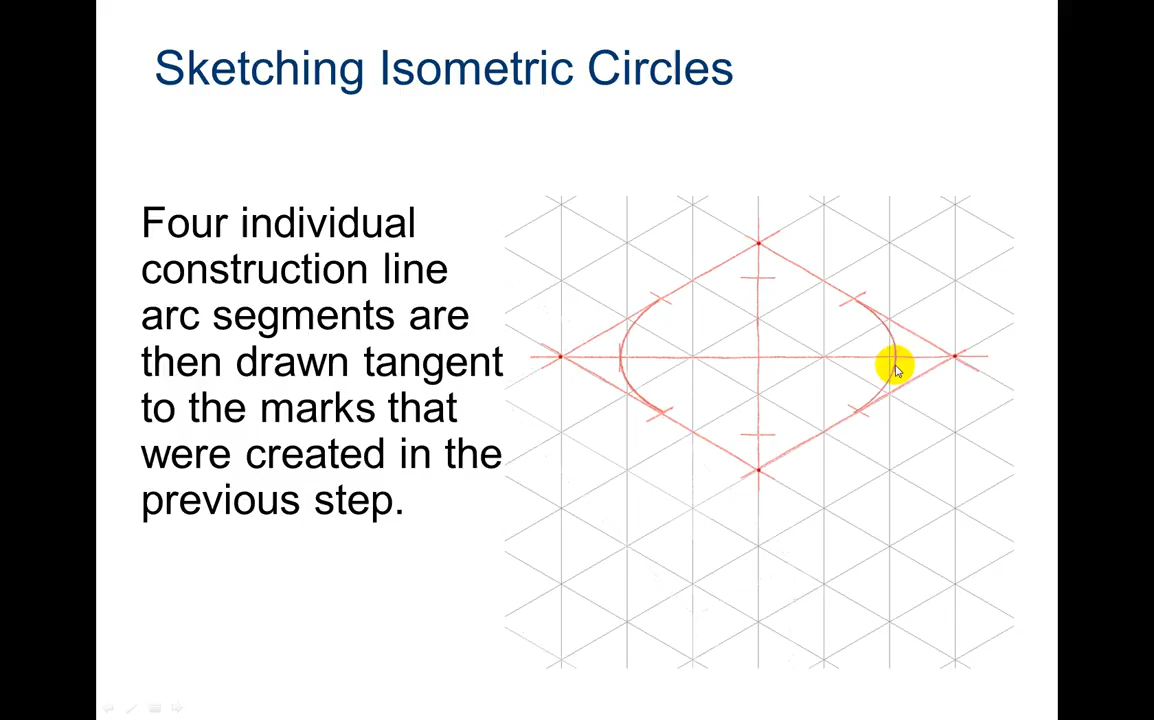 Sketching Isometric Circles
Four individual
construction line
arc segments are
then drawn tangent
to the marks that
were created in the
previous step.